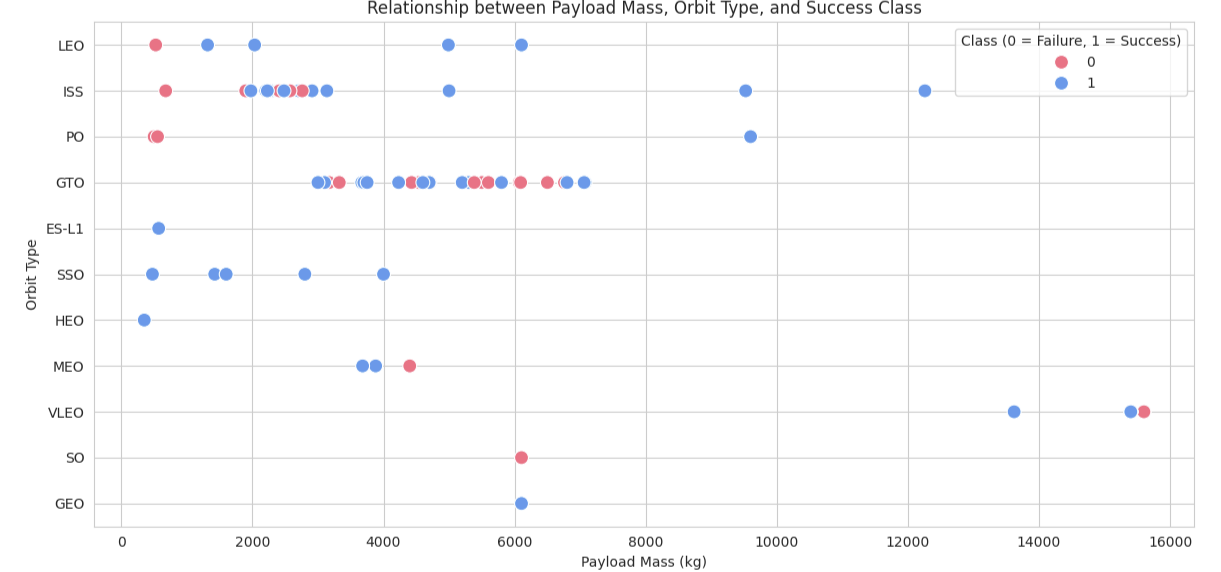 Relationship between Payload Mass, Orbit Type, and Success Class
Class (0 = Failure, 1 = Success)
0
1
Orbit Type
LEO
ISS
PO
GTO
ES-L1
SSO
HEO
MEO
VLEO
SO
GEO
0 2000 4000 6000 8000 10000 12000 14000 16000
Payload Mass (kg)